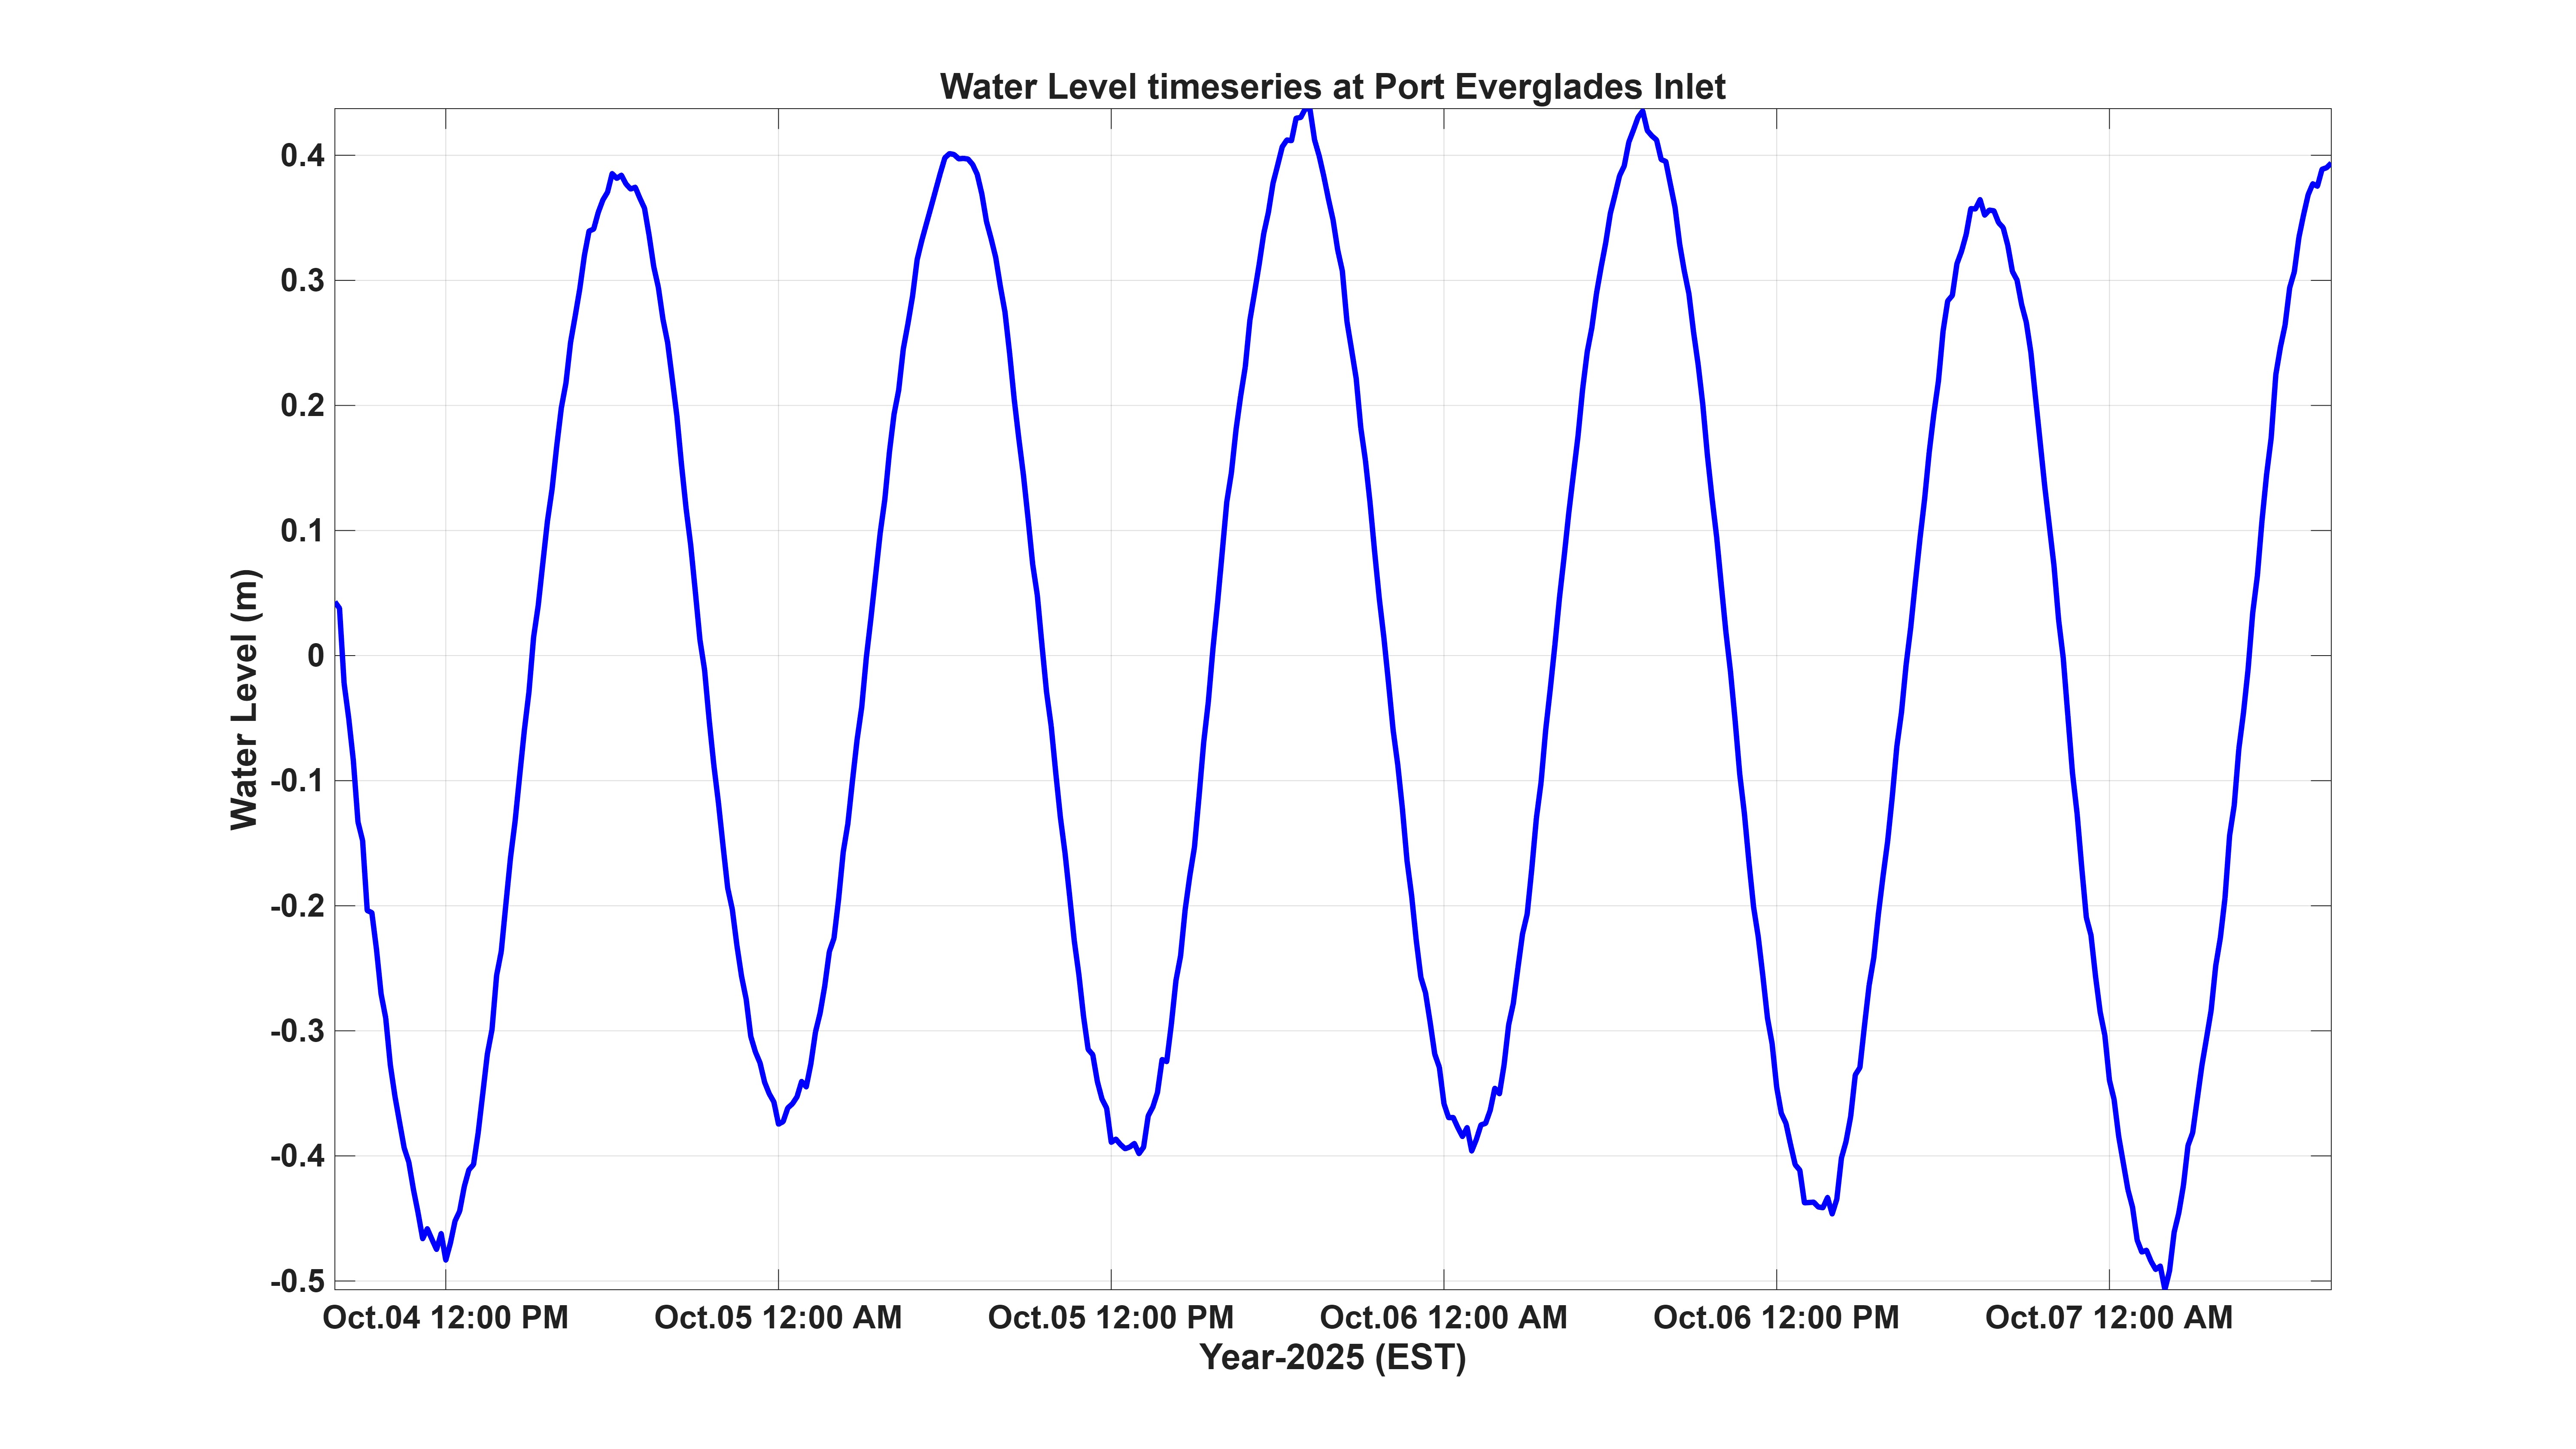 Water Level timeseries at Port Everglades Inlet
0.4
0.3
0.2
0.1
0
-0.1
-0.2
-0.3
-0.4
-0.5
Water Level (m)
Oct.04 12:00 PM
Oct.05 12:00 AM
Oct.05 12:00 PM
Oct.06 12:00 AM
Oct.06 12:00 PM
Oct.07 12:00 AM
Year-2025 (EST)